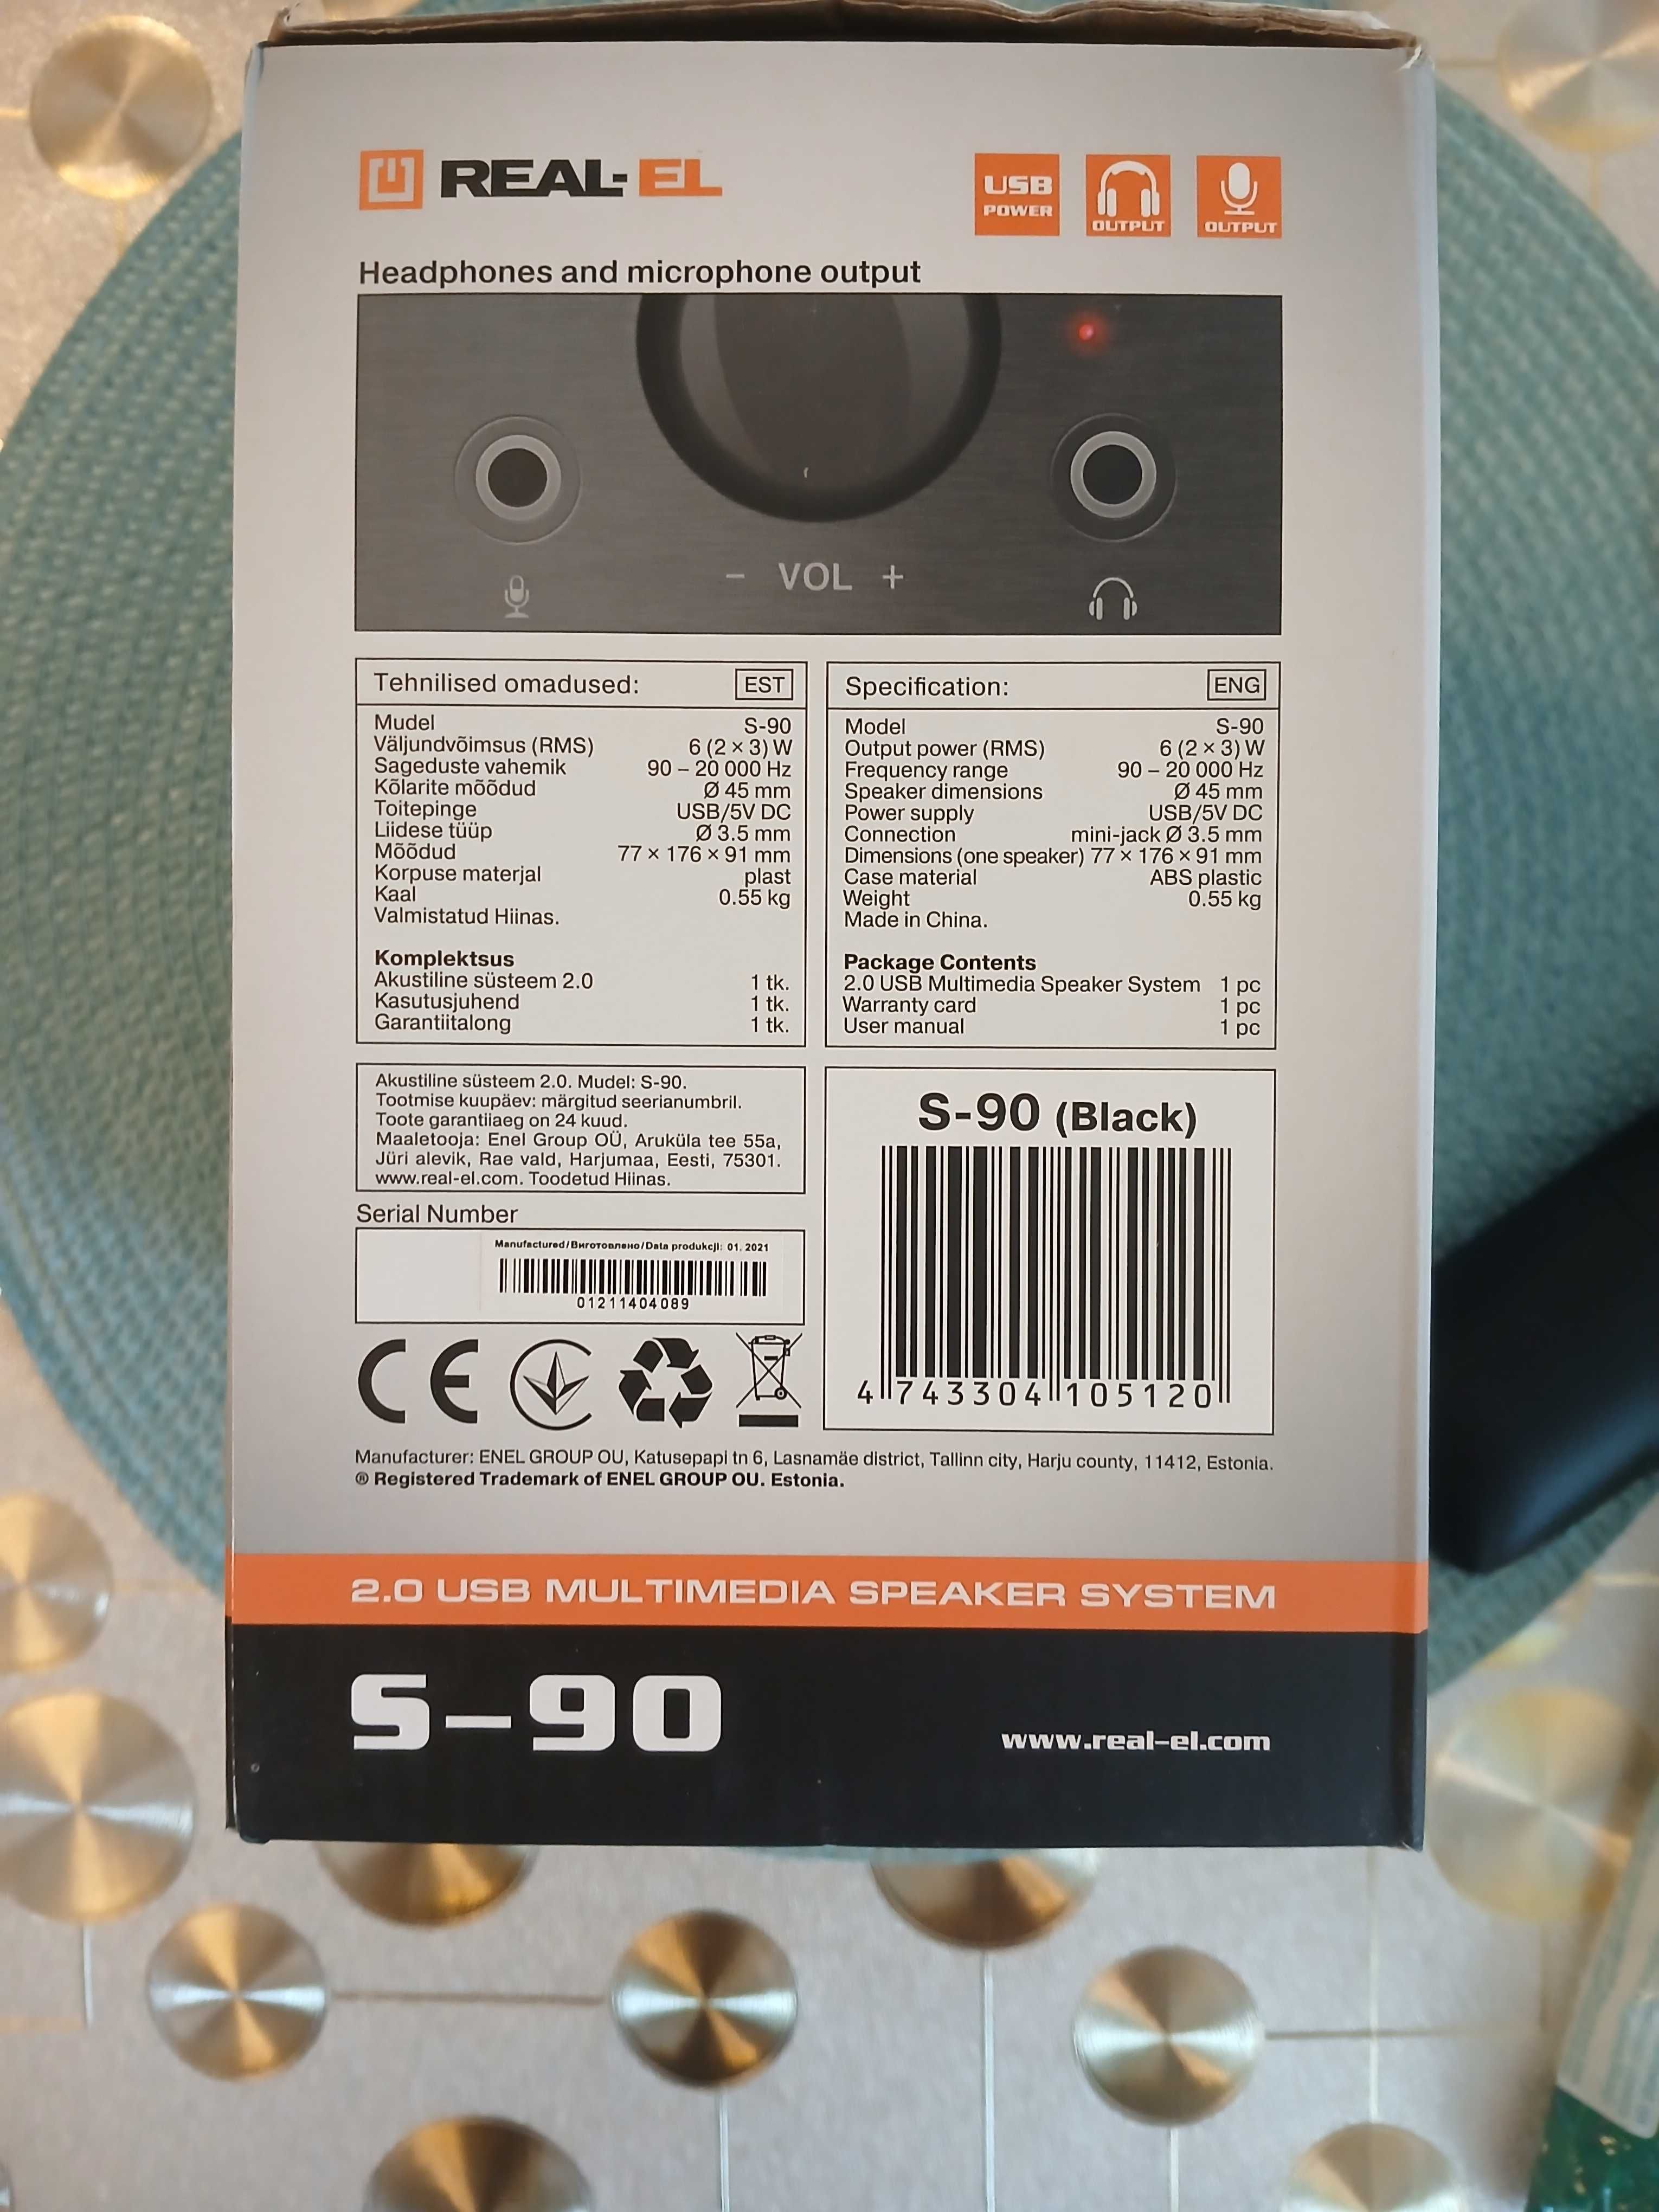 REAL-EL
USB
POWER
OUTPUT
OUTPUT
Headphones and microphone output
− VOL +
Tehnilised omadused: EST
Mudel S-90
Väljundvõimsus (RMS) 6 (2 × 3) W
Sageduste vahemik 90 – 20 000 Hz
Kõlarite mõõdud Ø 45 mm
Toitepinge USB/5V DC
Liidese tüüp Ø 3.5 mm
Mõõdud 77 × 176 × 91 mm
Korpuse materjal plast
Kaal 0.55 kg
Valmistatud Hiinas.
Komplektsus
Akustiline süsteem 2.0 1 tk.
Kasutusjuhend 1 tk.
Garantiitalong 1 tk.
Specification: ENG
Model S-90
Output power (RMS) 6 (2 × 3) W
Frequency range 90 – 20 000 Hz
Speaker dimensions Ø 45 mm
Power supply USB/5V DC
Connection mini-jack Ø 3.5 mm
Dimensions (one speaker) 77 × 176 × 91 mm
Case material ABS plastic
Weight 0.55 kg
Made in China.
Package Contents
2.0 USB Multimedia Speaker System 1 pc
Warranty card 1 pc
User manual 1 pc
Akustiline süsteem 2.0. Mudel: S-90.
Tootmise kuupäev: märgitud seerianumbril.
Toote garantiiaeg on 24 kuud.
Maaletooja: Enel Group OÜ, Aruküla tee 55a,
Jüri alevik, Rae vald, Harjumaa, Eesti, 75301.
www.real-el.com. Toodetud Hiinas.
Serial Number
Manufactured/Виготовлено/Data produkcji: 01. 2021
01211404089
S-90 (Black)
4 743304 105120
CE
Manufacturer: ENEL GROUP OU, Katusepapi tn 6, Lasnamäe district, Tallinn city, Harju county, 11412, Estonia.
® Registered Trademark of ENEL GROUP OU. Estonia.
2.0 USB MULTIMEDIA SPEAKER SYSTEM
S-90
www.real-el.com